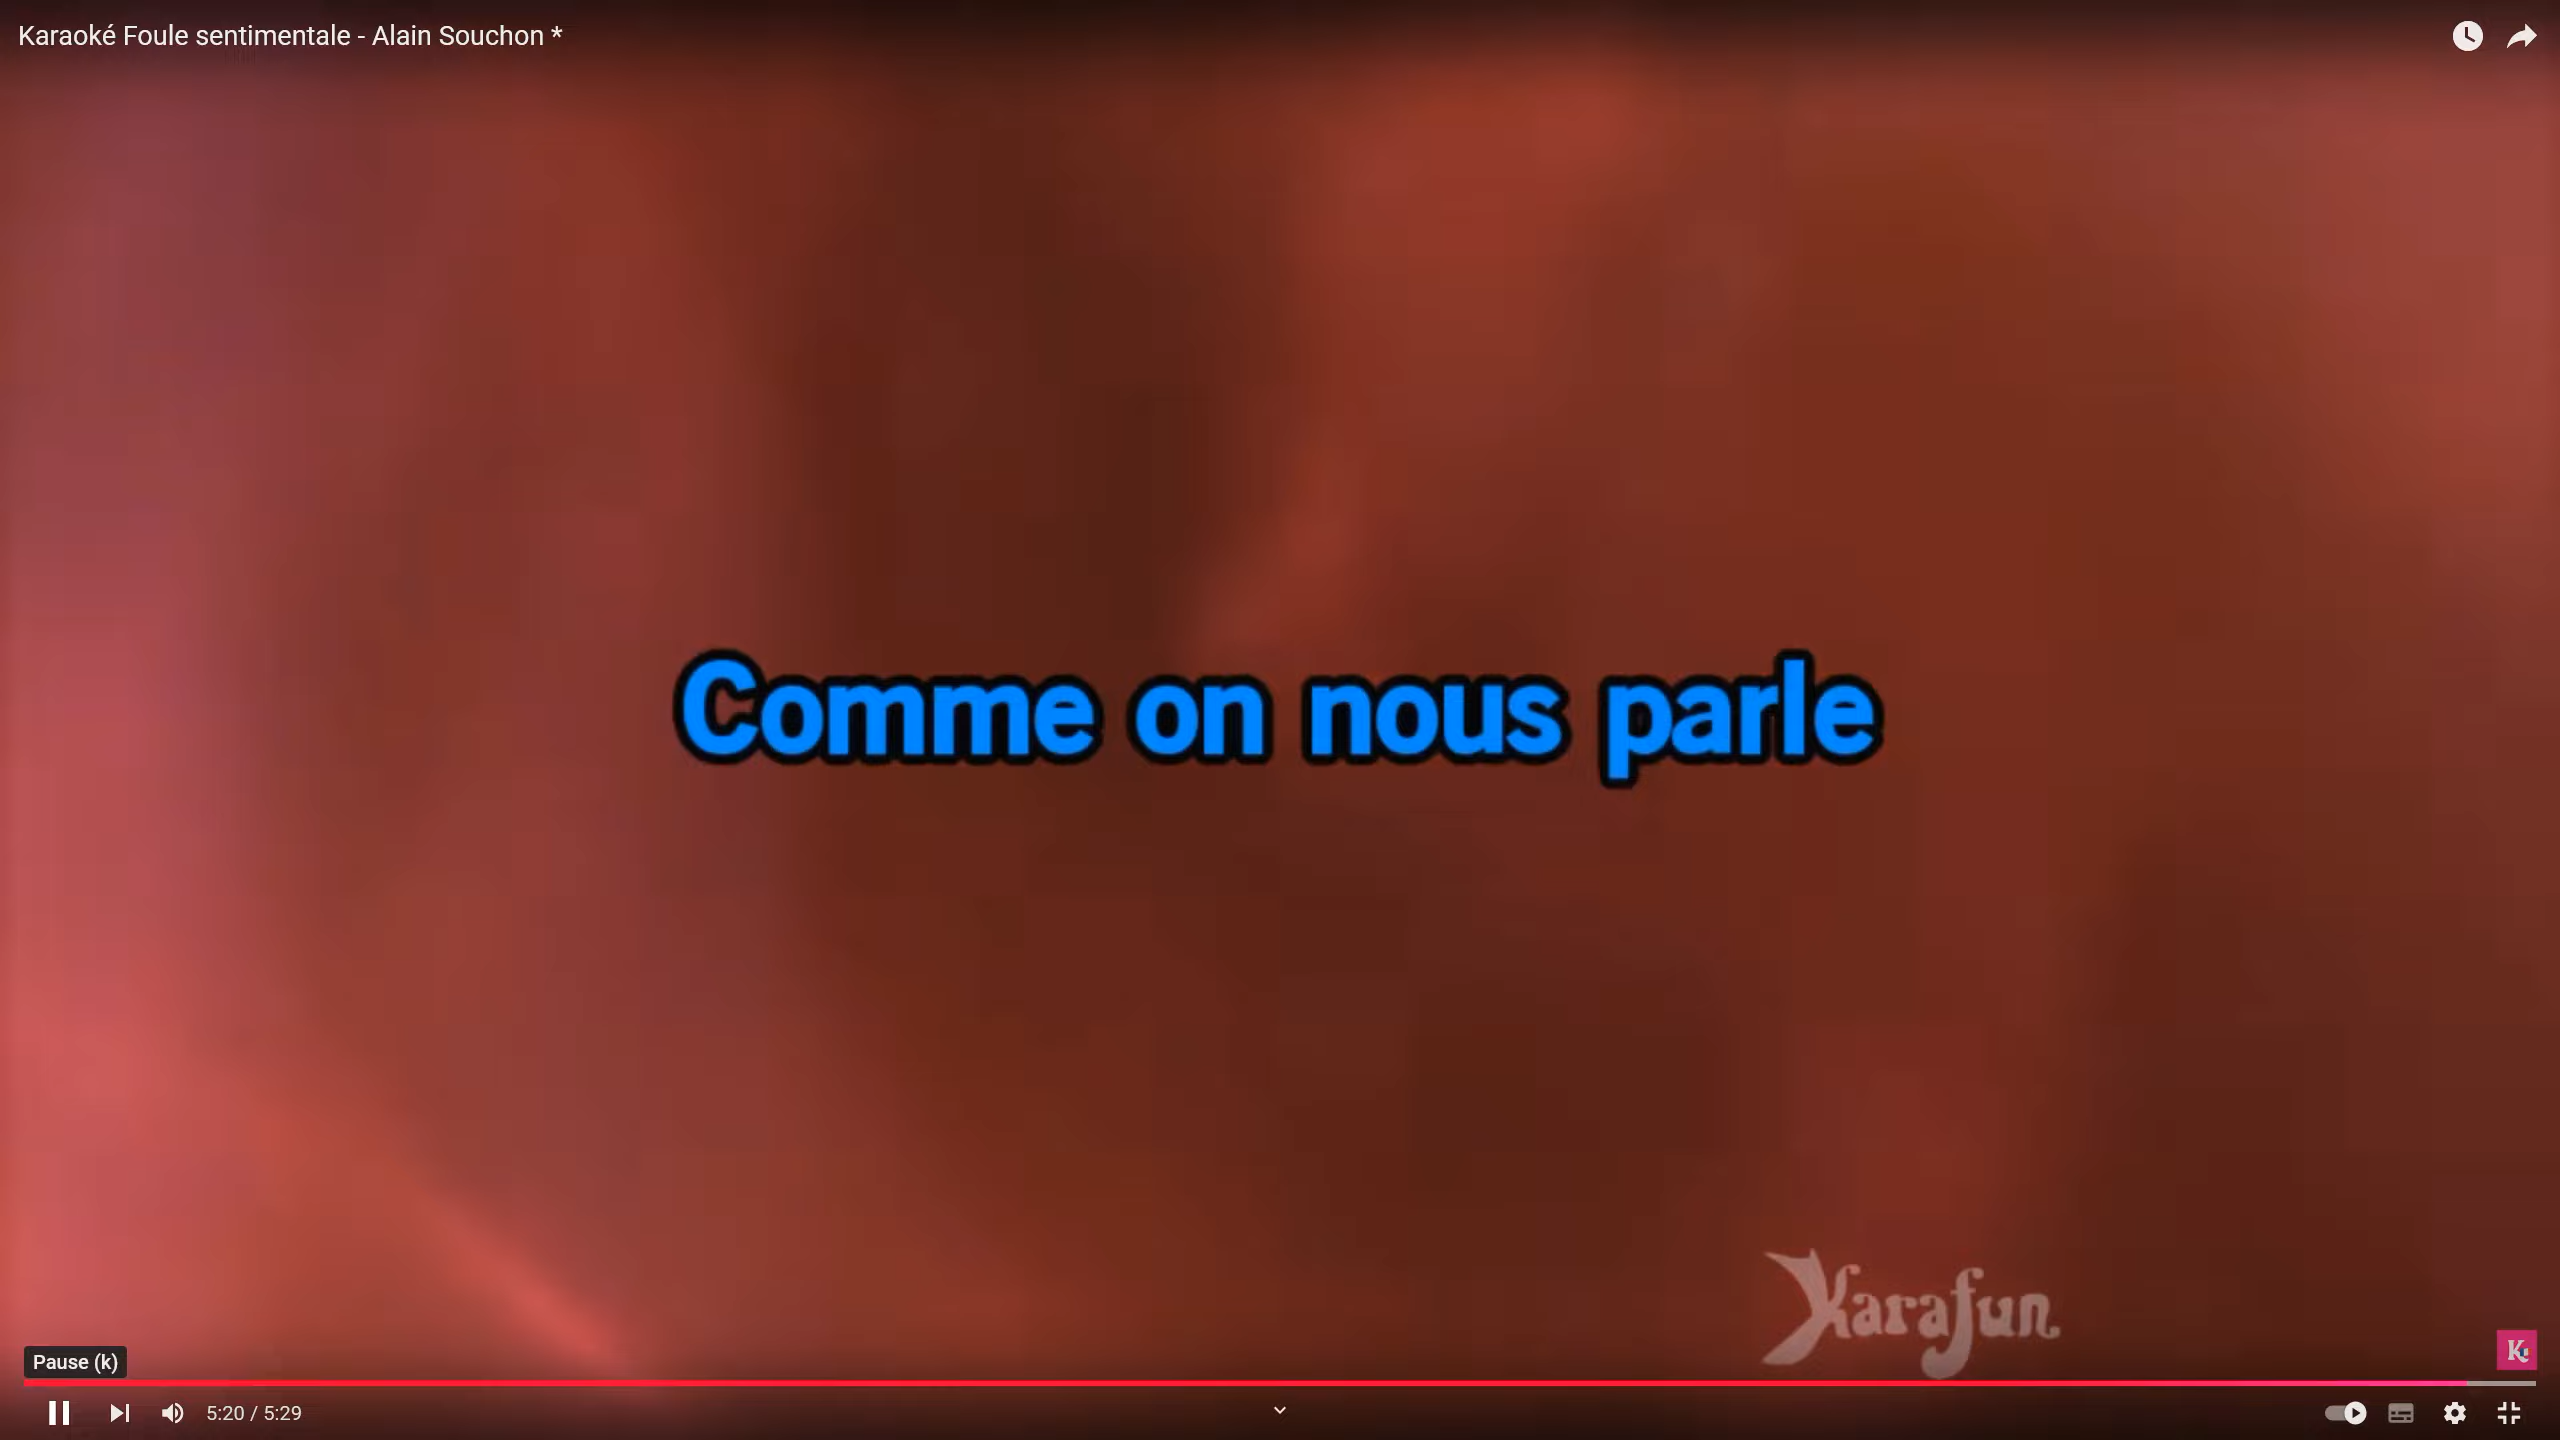 Karaoké Foule sentimentale - Alain Souchon *
Comme on nous parle
Karafun
Pause (k)
K
5:20 / 5:29